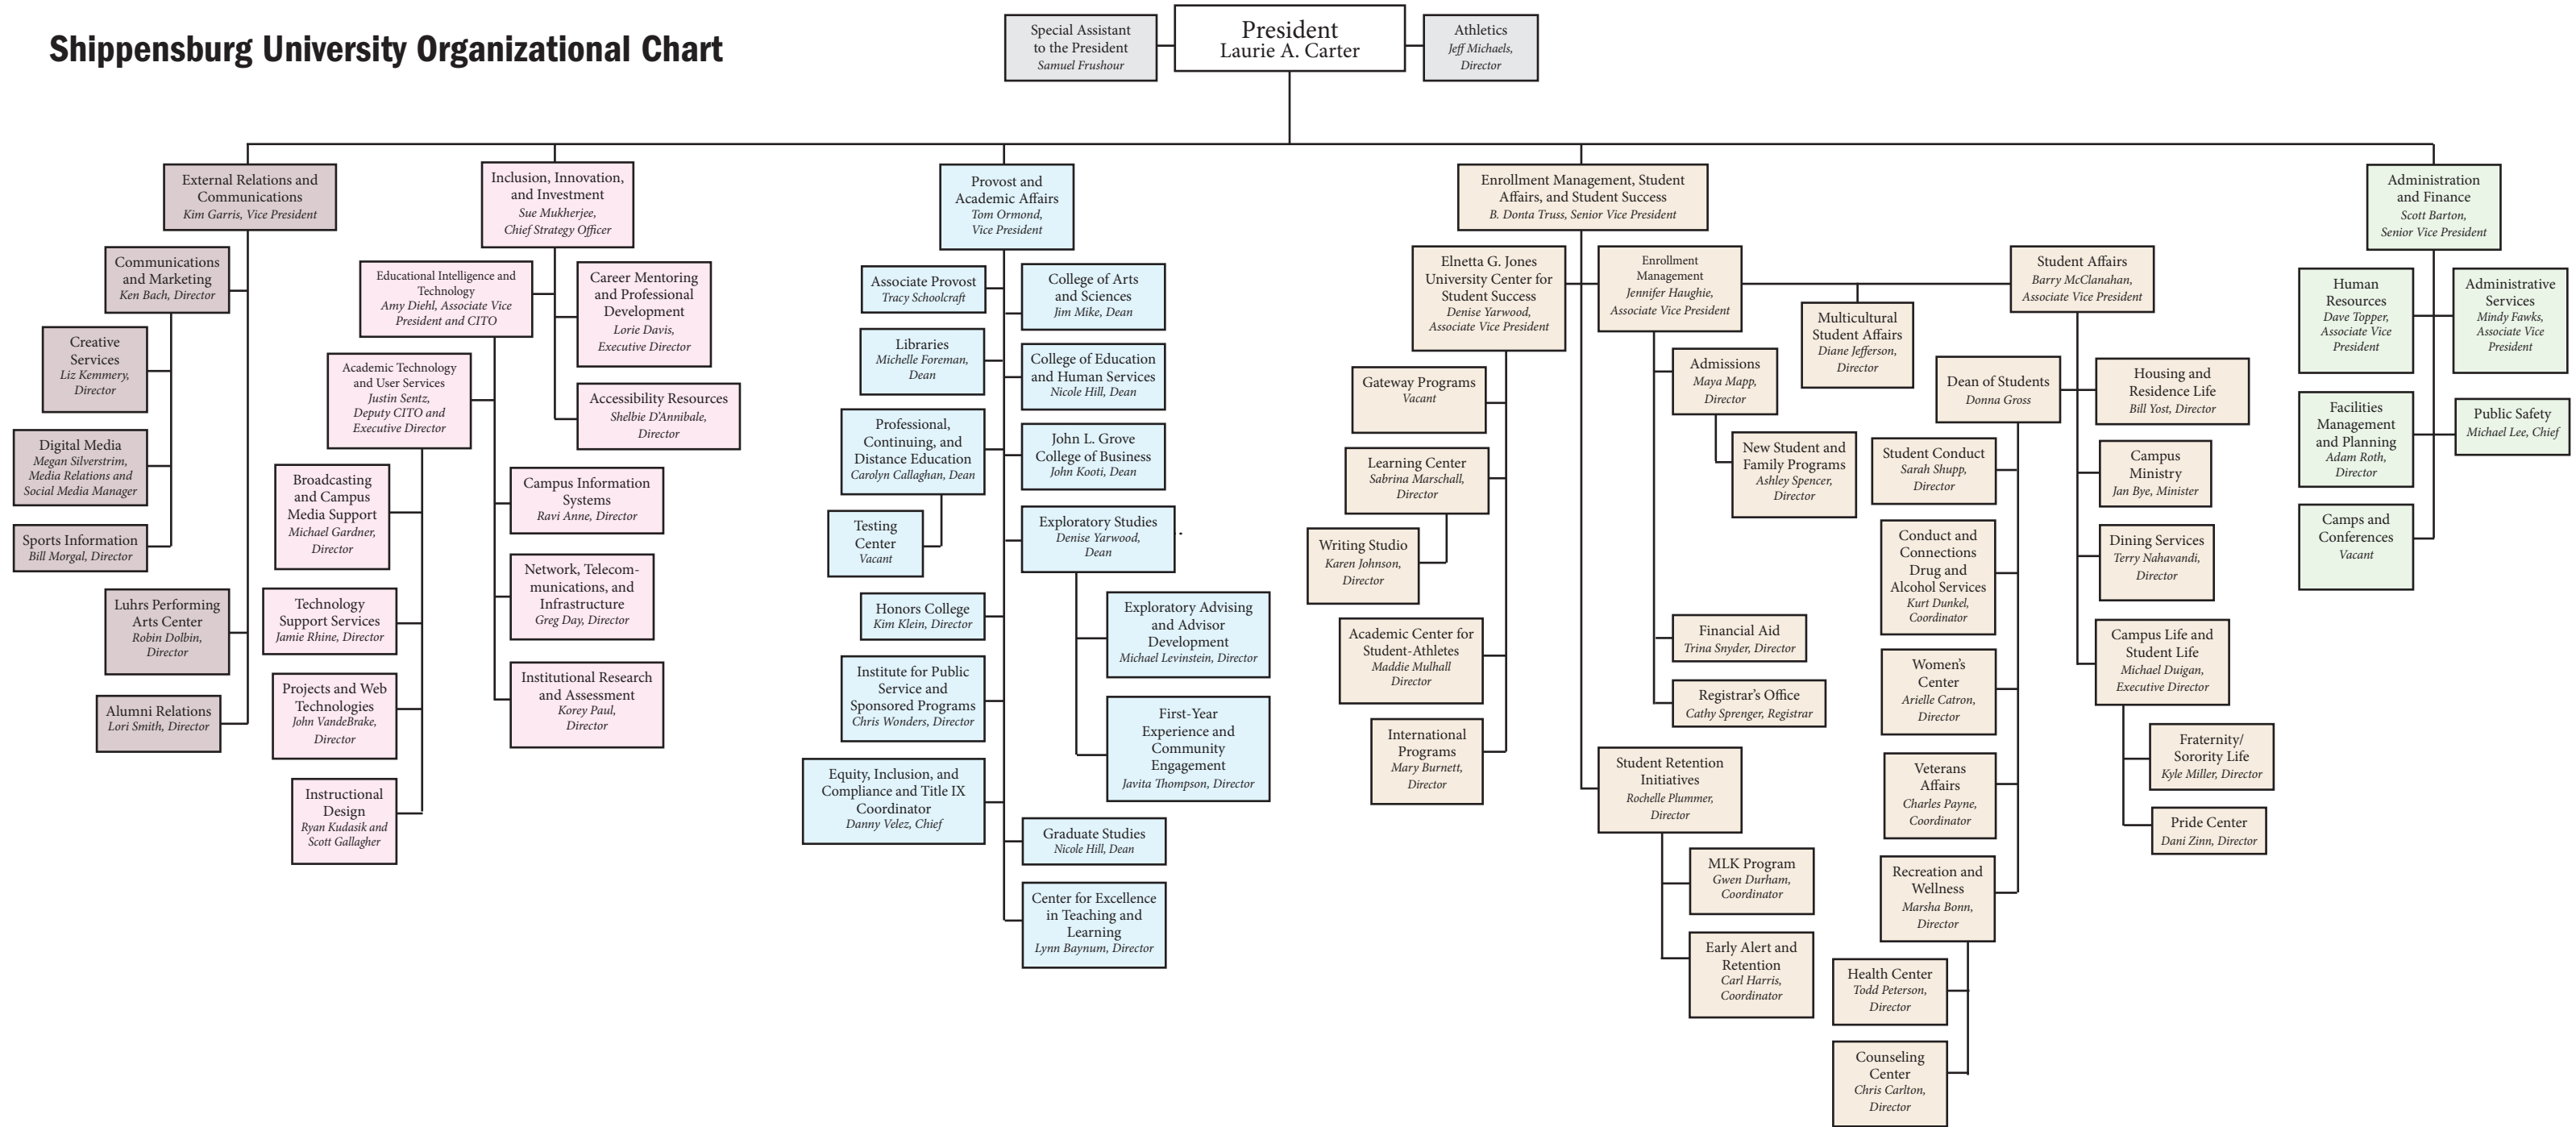 Shippensburg University Organizational Chart
Special Assistant
to the President
Samuel Frushour
President
Laurie A. Carter
Athletics
Jeff Michaels,
Director
External Relations and
Communications
Kim Garris, Vice President
Communications
and Marketing
Ken Bach, Director
Creative
Services
Liz Kemmery,
Director
Digital Media
Megan Silverstrim,
Media Relations and
Social Media Manager
Sports Information
Bill Morgal, Director
Luhrs Performing
Arts Center
Robin Dolbin,
Director
Alumni Relations
Lori Smith, Director
Inclusion, Innovation,
and Investment
Sue Mukherjee,
Chief Strategy Officer
Educational Intelligence and
Technology
Amy Diehl, Associate Vice
President and CITO
Career Mentoring
and Professional
Development
Lorie Davis,
Executive Director
Accessibility Resources
Shelbie D'Annibale,
Director
Academic Technology
and User Services
Justin Sentz,
Deputy CITO and
Executive Director
Broadcasting
and Campus
Media Support
Michael Gardner,
Director
Technology
Support Services
Jamie Rhine, Director
Projects and Web
Technologies
John VandeBrake,
Director
Instructional
Design
Ryan Kudasik and
Scott Gallagher
Campus Information
Systems
Ravi Anne, Director
Network, Telecom-
munications, and
Infrastructure
Greg Day, Director
Institutional Research
and Assessment
Korey Paul,
Director
Provost and
Academic Affairs
Tom Ormond,
Vice President
Associate Provost
Tracy Schoolcraft
Libraries
Michelle Foreman,
Dean
Professional,
Continuing, and
Distance Education
Carolyn Callaghan, Dean
Testing
Center
Vacant
Honors College
Kim Klein, Director
Institute for Public
Service and
Sponsored Programs
Chris Wonders, Director
Equity, Inclusion, and
Compliance and Title IX
Coordinator
Danny Velez, Chief
College of Arts
and Sciences
Jim Mike, Dean
College of Education
and Human Services
Nicole Hill, Dean
John L. Grove
College of Business
John Kooti, Dean
Exploratory Studies
Denise Yarwood,
Dean
.
Exploratory Advising
and Advisor
Development
Michael Levinstein, Director
First-Year
Experience and
Community
Engagement
Javita Thompson, Director
Graduate Studies
Nicole Hill, Dean
Center for Excellence
in Teaching and
Learning
Lynn Baynum, Director
Enrollment Management, Student
Affairs, and Student Success
B. Donta Truss, Senior Vice President
Elnetta G. Jones
University Center for
Student Success
Denise Yarwood,
Associate Vice President
Gateway Programs
Vacant
Learning Center
Sabrina Marschall,
Director
Writing Studio
Karen Johnson,
Director
Academic Center for
Student-Athletes
Maddie Mulhall
Director
International
Programs
Mary Burnett,
Director
Enrollment
Management
Jennifer Haughie,
Associate Vice President
Admissions
Maya Mapp,
Director
New Student and
Family Programs
Ashley Spencer,
Director
Financial Aid
Trina Snyder, Director
Registrar's Office
Cathy Sprenger, Registrar
Student Retention
Initiatives
Rochelle Plummer,
Director
MLK Program
Gwen Durham,
Coordinator
Early Alert and
Retention
Carl Harris,
Coordinator
Multicultural
Student Affairs
Diane Jefferson,
Director
Student Affairs
Barry McClanahan,
Associate Vice President
Dean of Students
Donna Gross
Student Conduct
Sarah Shupp,
Director
Conduct and
Connections
Drug and
Alcohol Services
Kurt Dunkel,
Coordinator
Women's
Center
Arielle Catron,
Director
Veterans
Affairs
Charles Payne,
Coordinator
Recreation and
Wellness
Marsha Bonn,
Director
Health Center
Todd Peterson,
Director
Counseling
Center
Chris Carlton,
Director
Housing and
Residence Life
Bill Yost, Director
Campus
Ministry
Jan Bye, Minister
Dining Services
Terry Nahavandi,
Director
Campus Life and
Student Life
Michael Duigan,
Executive Director
Fraternity/
Sorority Life
Kyle Miller, Director
Pride Center
Dani Zinn, Director
Administration
and Finance
Scott Barton,
Senior Vice President
Human
Resources
Dave Topper,
Associate Vice
President
Administrative
Services
Mindy Fawks,
Associate Vice
President
Facilities
Management
and Planning
Adam Roth,
Director
Public Safety
Michael Lee, Chief
Camps and
Conferences
Vacant